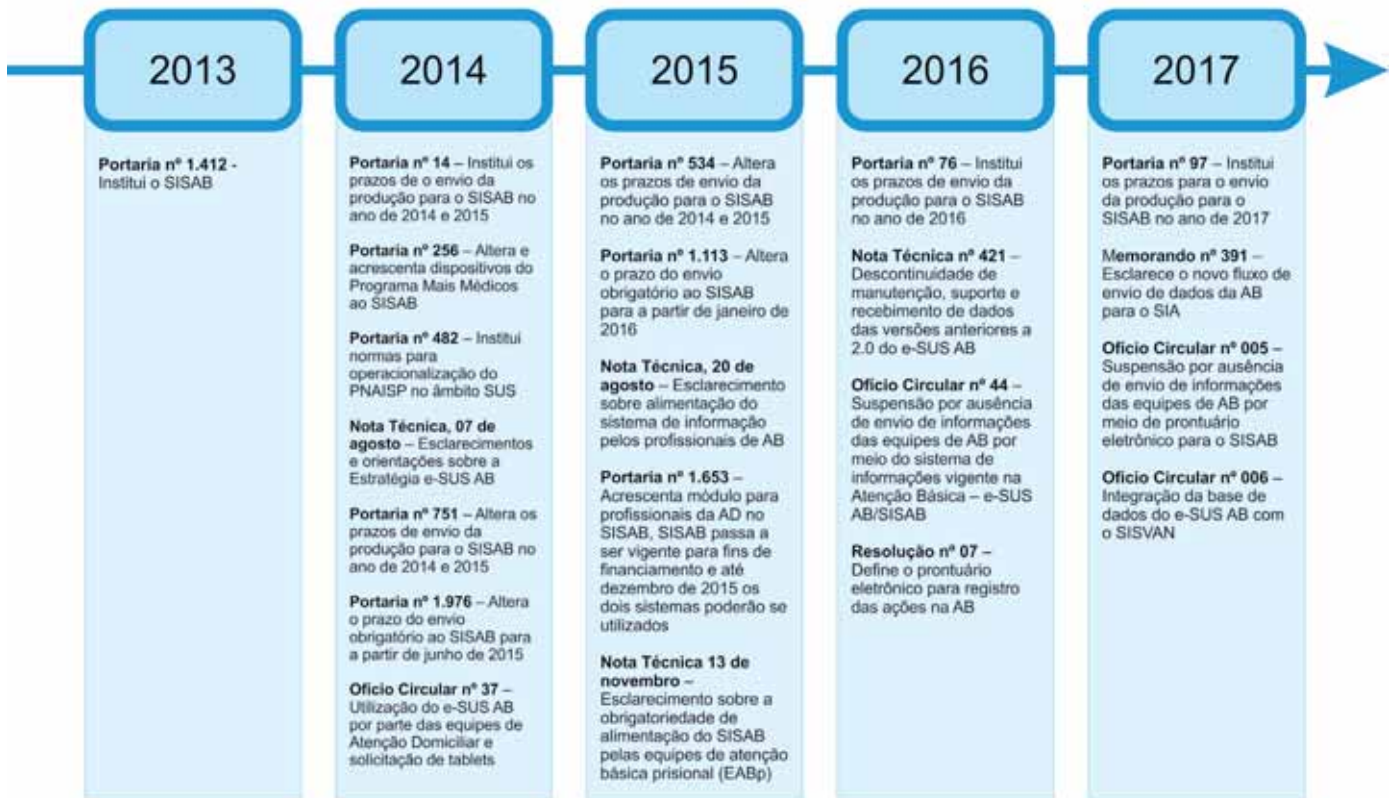 2013
2014
2015
2016
2017
Portaria nº 1.412 -
Institui o SISAB
Portaria nº 14 – Institui os
prazos de o envio da
produção para o SISAB no
ano de 2014 e 2015
Portaria nº 256 – Altera e
acrescenta dispositivos do
Programa Mais Médicos
ao SISAB
Portaria nº 482 – Institui
normas para
operacionalização do
PNAISP no âmbito SUS
Nota Técnica, 07 de
agosto – Esclarecimentos
e orientações sobre a
Estratégia e-SUS AB
Portaria nº 751 – Altera os
prazos de envio da
produção para o SISAB no
ano de 2014 e 2015
Portaria nº 1.976 – Altera
o prazo do envio
obrigatório ao SISAB para
a partir de junho de 2015
Oficio Circular nº 37 –
Utilização do e-SUS AB
por parte das equipes de
Atenção Domiciliar e
solicitação de tablets
Portaria nº 534 – Altera
os prazos de envio da
produção para o SISAB
no ano de 2014 e 2015
Portaria nº 1.113 – Altera
o prazo do envio
obrigatório ao SISAB
para a partir de janeiro de
2016
Nota Técnica, 20 de
agosto – Esclarecimento
sobre alimentação do
sistema de informação
pelos profissionais de AB
Portaria nº 1.653 –
Acrescenta módulo para
profissionais da AD no
SISAB, SISAB passa a
ser vigente para fins de
financiamento e até
dezembro de 2015 os
dois sistemas poderão se
utilizados
Nota Técnica 13 de
novembro –
Esclarecimento sobre a
obrigatoriedade de
alimentação do SISAB
pelas equipes de atenção
básica prisional (EABp)
Portaria nº 76 – Institui
os prazos de envio da
produção para o SISAB
no ano de 2016
Nota Técnica nº 421 –
Descontinuidade de
manutenção, suporte e
recebimento de dados
das versões anteriores a
2.0 do e-SUS AB
Oficio Circular nº 44 –
Suspensão por ausência
de envio de informações
das equipes de AB por
meio do sistema de
informações vigente na
Atenção Básica – e-SUS
AB/SISAB
Resolução nº 07 –
Define o prontuário
eletrônico para registro
das ações na AB
Portaria nº 97 – Institui
os prazos para o envio
da produção para o
SISAB no ano de 2017
Memorando nº 391 –
Esclarece o novo fluxo de
envio de dados da AB
para o SIA
Oficio Circular nº 005 –
Suspensão por ausência
de envio de informações
das equipes de AB por
meio de prontuário
eletrônico para o SISAB
Oficio Circular nº 006 –
Integração da base de
dados do e-SUS AB com
o SISVAN